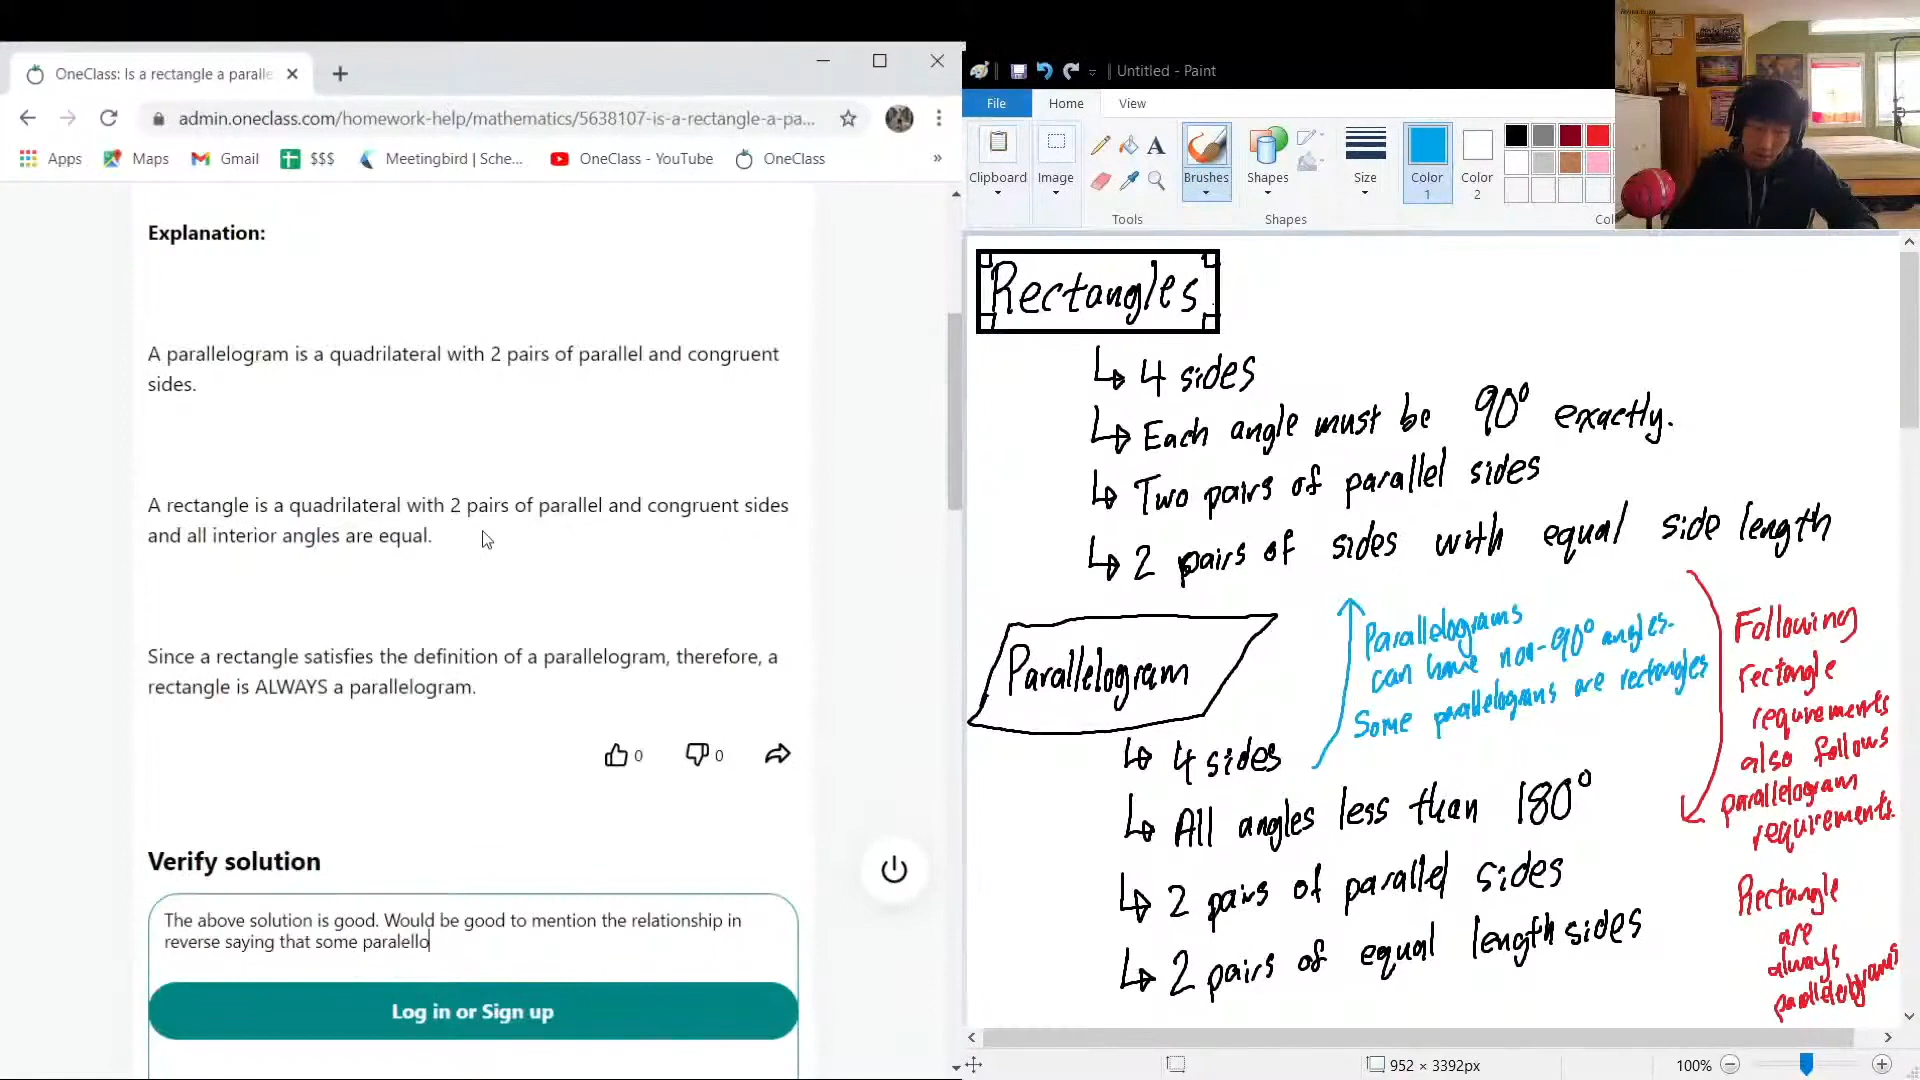 OneClass: Is a rectangle a paralle
admin.oneclass.com/homework-help/mathematics/5638107-is-a-rectangle-a-pa...
Apps
Maps
Gmail
$$$
Meetingbird | Sche...
OneClass - YouTube
OneClass
»
Explanation:
A parallelogram is a quadrilateral with 2 pairs of parallel and congruent
sides.
A rectangle is a quadrilateral with 2 pairs of parallel and congruent sides
and all interior angles are equal.
Since a rectangle satisfies the definition of a parallelogram, therefore, a
rectangle is ALWAYS a parallelogram.
0
0
Verify solution
The above solution is good. Would be good to mention the relationship in
reverse saying that some paralello
Log in or Sign up
Untitled - Paint
File
Home
View
Clipboard
Image
Tools
Brushes
Shapes
Shapes
Size
Color
1
Color
2
Col
Rectangles
4 sides
Each angle must be 90° exactly.
Two pairs of parallel sides
2 pairs of sides with equal side length
Parallelograms
can have non-90° angles.
Some parallelograms are rectangles
Following
rectangle
requrements
also follows
parallelogram
requirements.
Rectangle
are
always
parallelograms
Parallelogram
4 sides
All angles less than 180°
2 pairs of parallel sides
2 pairs of equal length sides
952 × 3392px
100%